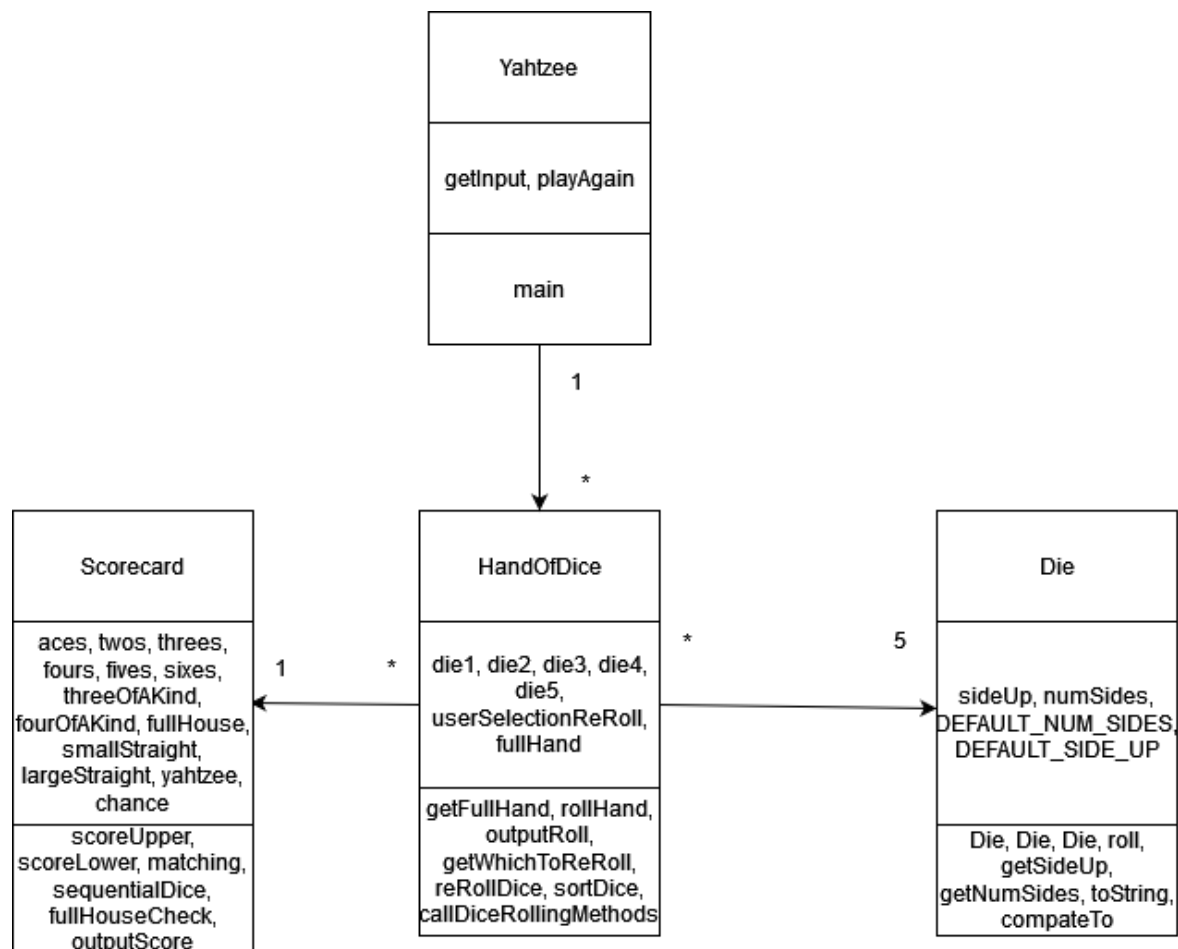 Yahtzee
getInput, playAgain
main
1
*
Scorecard
aces, twos, threes,
fours, fives, sixes,
threeOfAKind,
fourOfAKind, fullHouse,
smallStraight,
largeStraight, yahtzee,
chance
scoreUpper,
scoreLower, matching,
sequentialDice,
fullHouseCheck,
outputScore
1
*
HandOfDice
die1, die2, die3, die4,
die5,
userSelectionReRoll,
fullHand
getFullHand, rollHand,
outputRoll,
getWhichToReRoll,
reRollDice, sortDice,
callDiceRollingMethods
*
5
Die
sideUp, numSides,
DEFAULT_NUM_SIDES,
DEFAULT_SIDE_UP
Die, Die, Die, roll,
getSideUp,
getNumSides, toString,
compateTo